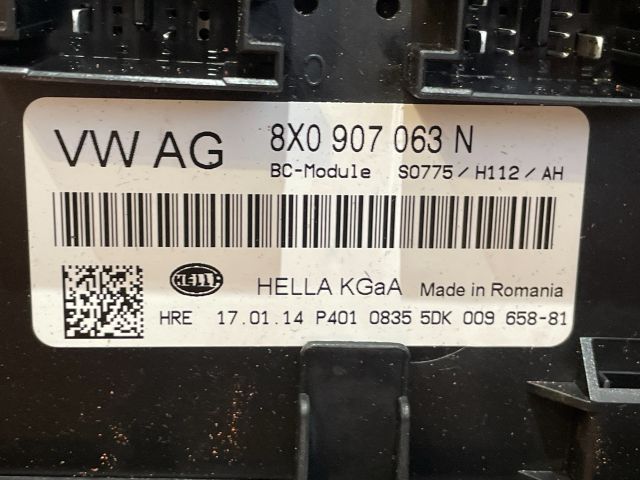 VW AG 8X0 907 063 N
BC-Module S0775/H112/AH
HELLA HELLA KGaA Made in Romania
HRE 17.01.14 P401 0835 5DK 009 658-81